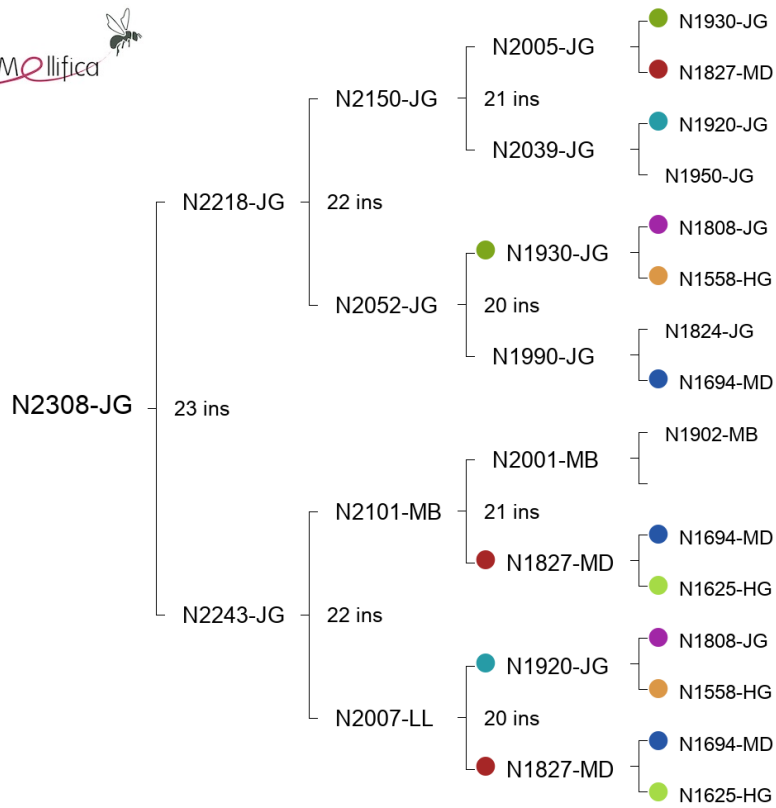 Mellifica
N1930-JG
N2005-JG
N1827-MD
N2150-JG
21 ins
N1920-JG
N2039-JG
N1950-JG
N2218-JG
22 ins
N1808-JG
N1930-JG
N1558-HG
N2052-JG
20 ins
N1824-JG
N1990-JG
N1694-MD
N2308-JG
23 ins
N1902-MB
N2001-MB
N2101-MB
21 ins
N1694-MD
N1827-MD
N1625-HG
N2243-JG
22 ins
N1808-JG
N1920-JG
N1558-HG
N2007-LL
20 ins
N1694-MD
N1827-MD
N1625-HG